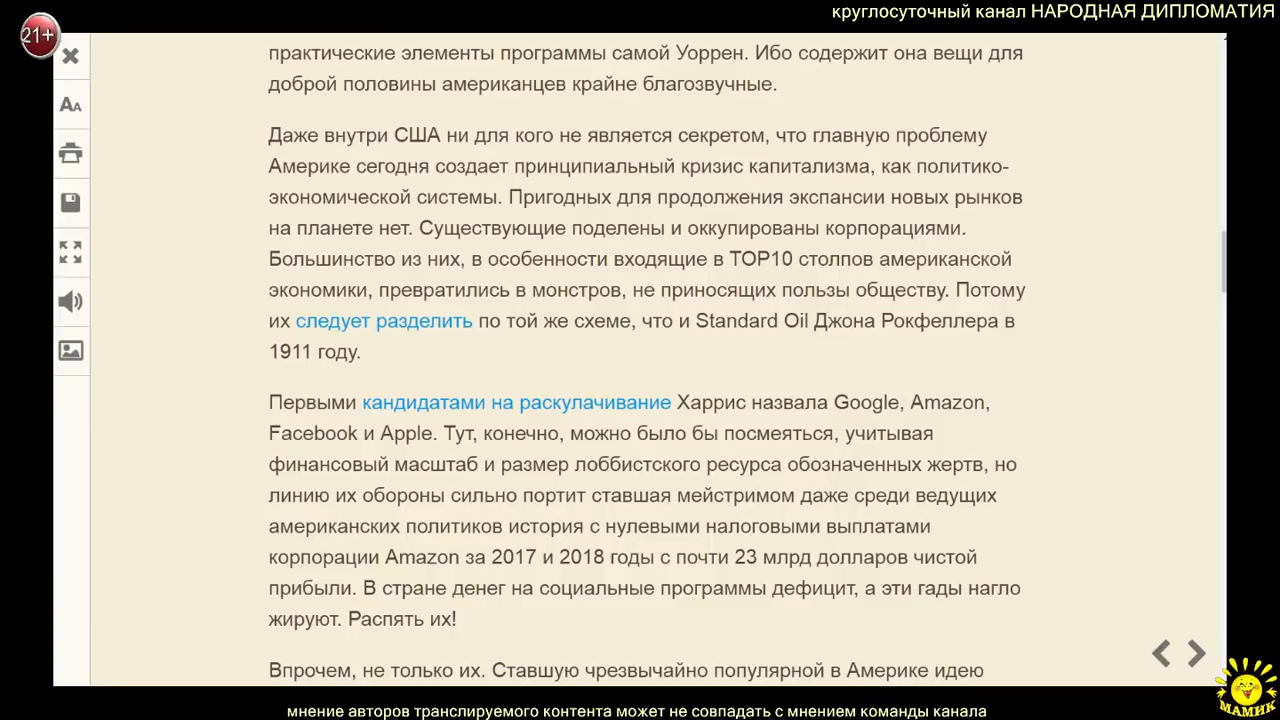 круглосуточный канал НАРОДНАЯ ДИПЛОМАТИЯ
21+
практические элементы программы самой Уоррен. Ибо содержит она вещи для
доброй половины американцев крайне благозвучные.
Даже внутри США ни для кого не является секретом, что главную проблему
Америке сегодня создает принципиальный кризис капитализма, как политико-
экономической системы. Пригодных для продолжения экспансии новых рынков
на планете нет. Существующие поделены и оккупированы корпорациями.
Большинство из них, в особенности входящие в TOP10 столпов американской
экономики, превратились в монстров, не приносящих пользы обществу. Потому
их следует разделить по той же схеме, что и Standard Oil Джона Рокфеллера в
1911 году.
Первыми кандидатами на раскулачивание Харрис назвала Google, Amazon,
Facebook и Apple. Тут, конечно, можно было бы посмеяться, учитывая
финансовый масштаб и размер лоббистского ресурса обозначенных жертв, но
линию их обороны сильно портит ставшая мейстримом даже среди ведущих
американских политиков история с нулевыми налоговыми выплатами
корпорации Amazon за 2017 и 2018 годы с почти 23 млрд долларов чистой
прибыли. В стране денег на социальные программы дефицит, а эти гады нагло
жируют. Распять их!
Впрочем, не только их. Ставшую чрезвычайно популярной в Америке идею
МАМИК
мнение авторов транслируемого контента может не совпадать с мнением команды канала